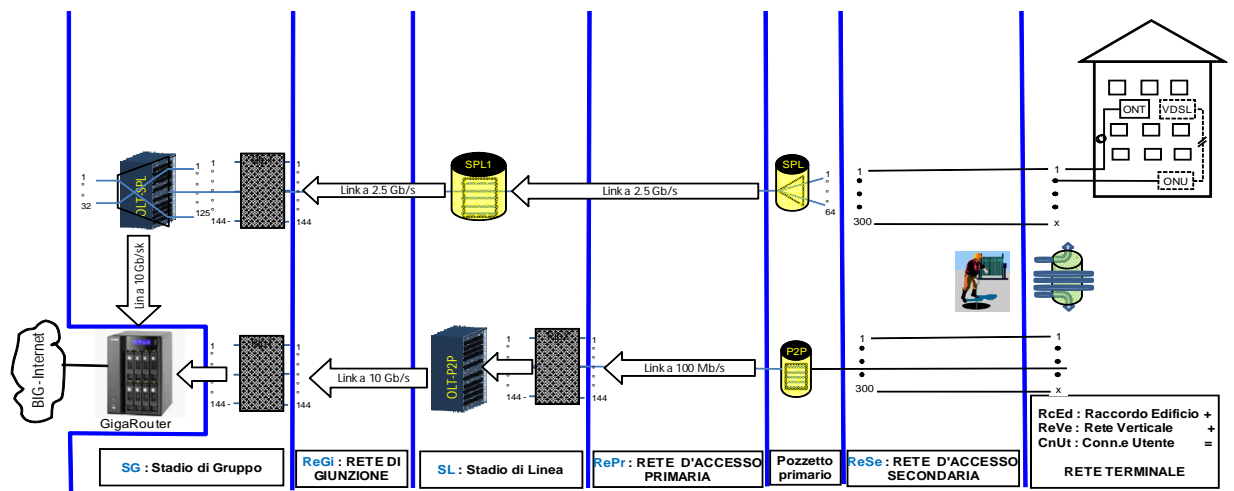 ONT
VDSL
ONU
SPL1
SPL
OLT-SPL
1
32
1
125
1
144 -
1
144
Link a 2.5 Gb/s
Link a 2.5 Gb/s
1
64
1
300
1
x
Lin a 10 Gb/sk
BIG - Internet
GigaRouter
1
144 -
1
144
Link a 10 Gb/s
OLT-P2P
1
144 -
1
144
Link a 100 Mb/s
P2P
1
300
1
x
SG : Stadio di Gruppo
ReGi : RETE DI
GIUNZIONE
SL : Stadio di Linea
RePr : RETE D'ACCESSO
PRIMARIA
Pozzetto
primario
ReSe : RETE D'ACCESSO
SECONDARIA
RcEd : Raccordo Edificio +
ReVe : Rete Verticale +
CnUt : Conn.e Utente =
RETE TERMINALE